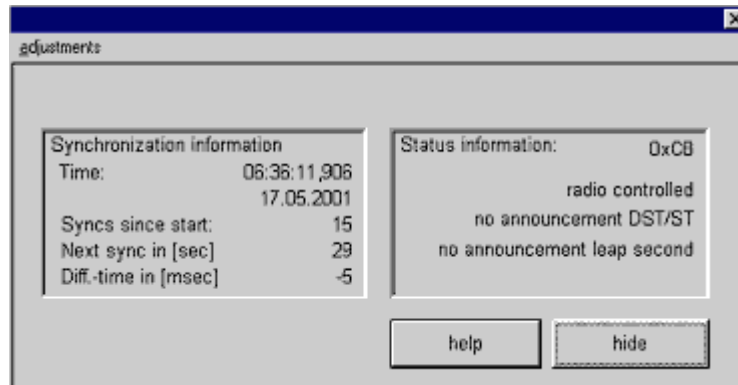 adjustments
Synchronization information
Time: 06:36:11,906
17.05.2001
Syncs since start: 15
Next sync in [sec] 29
Diff.-time in [msec] -5
Status information: 0xCB
radio controlled
no announcement DST/ST
no announcement leap second
help
hide